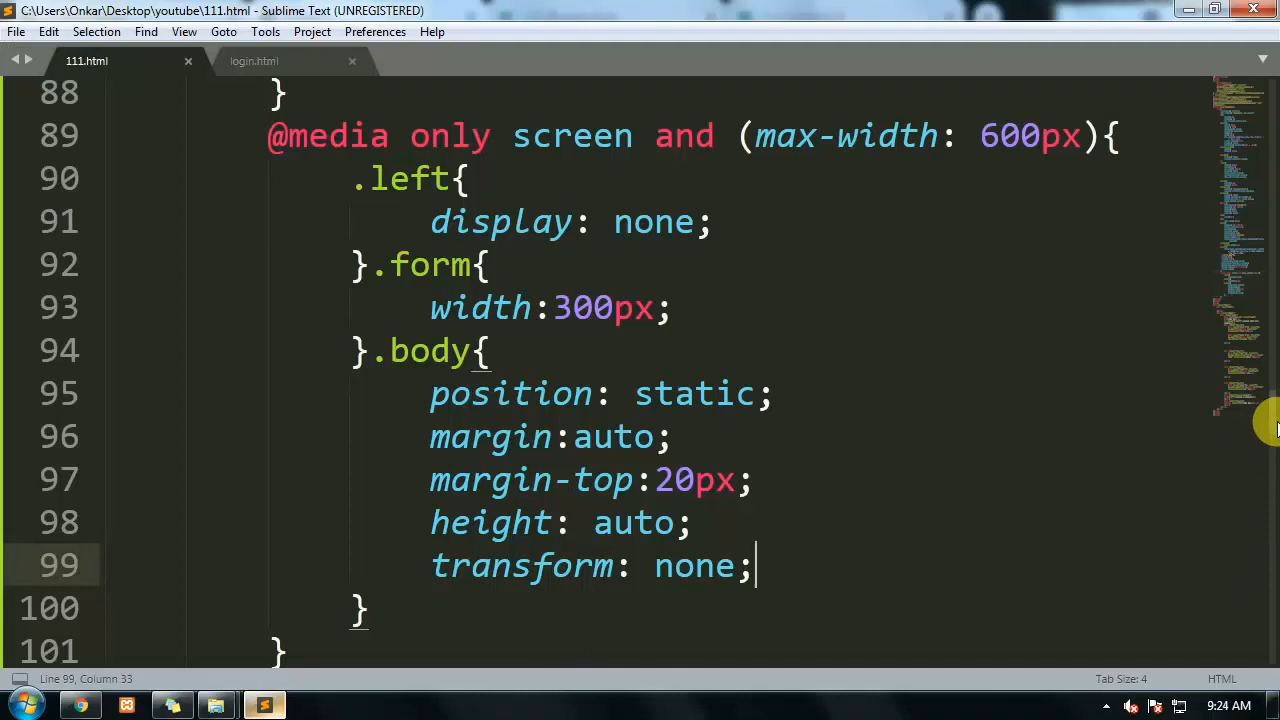 C:\Users\Onkar\Desktop\youtube\111.html - Sublime Text (UNREGISTERED)
File Edit Selection Find View Goto Tools Project Preferences Help
111.html login.html
88 }
89 @media only screen and (max-width: 600px){
90 .left{
91 display: none;
92 }.form{
93 width:300px;
94 }.body{
95 position: static;
96 margin:auto;
97 margin-top:20px;
98 height: auto;
99 transform: none;
100 }
101 }
Line 99, Column 33 Tab Size: 4 HTML
9:24 AM